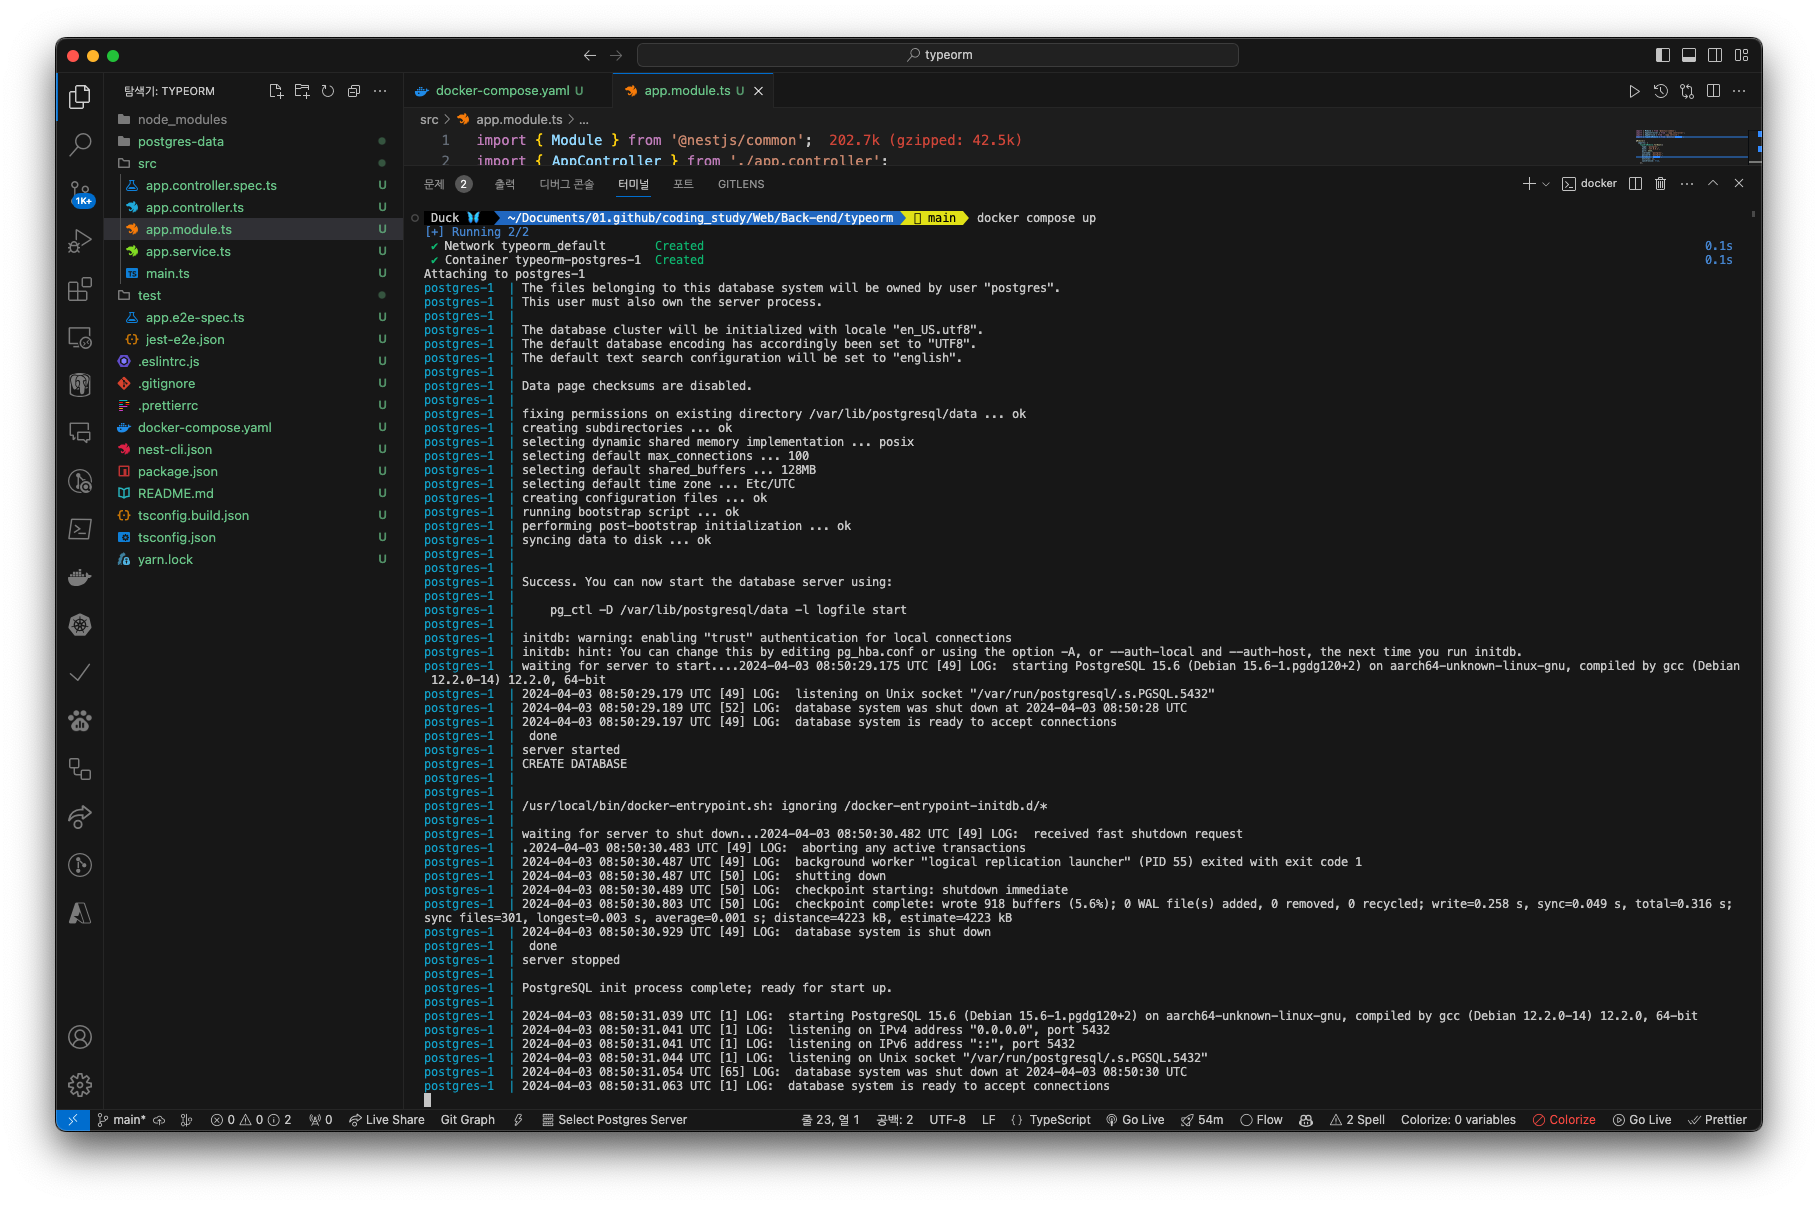 typeorm
탐색기: TYPEORM
node_modules
postgres-data
src
app.controller.spec.ts U
app.controller.ts U
app.module.ts U
app.service.ts U
main.ts U
test
app.e2e-spec.ts U
jest-e2e.json U
.eslintrc.js U
.gitignore U
.prettierrc U
docker-compose.yaml U
nest-cli.json U
package.json U
README.md U
tsconfig.build.json U
tsconfig.json U
yarn.lock U
1K+
docker-compose.yaml U
app.module.ts U
src > app.module.ts > ...
1 import { Module } from '@nestjs/common'; 202.7k (gzipped: 42.5k)
2 import { AppController } from './app.controller';
문제 2 출력 디버그 콘솔 터미널 포트 GITLENS
docker
Duck ~/Documents/01.github/coding_study/Web/Back-end/typeorm main docker compose up
[+] Running 2/2
✔ Network typeorm_default Created 0.1s
✔ Container typeorm-postgres-1 Created 0.1s
Attaching to postgres-1
postgres-1 | The files belonging to this database system will be owned by user "postgres".
postgres-1 | This user must also own the server process.
postgres-1 |
postgres-1 | The database cluster will be initialized with locale "en_US.utf8".
postgres-1 | The default database encoding has accordingly been set to "UTF8".
postgres-1 | The default text search configuration will be set to "english".
postgres-1 |
postgres-1 | Data page checksums are disabled.
postgres-1 |
postgres-1 | fixing permissions on existing directory /var/lib/postgresql/data ... ok
postgres-1 | creating subdirectories ... ok
postgres-1 | selecting dynamic shared memory implementation ... posix
postgres-1 | selecting default max_connections ... 100
postgres-1 | selecting default shared_buffers ... 128MB
postgres-1 | selecting default time zone ... Etc/UTC
postgres-1 | creating configuration files ... ok
postgres-1 | running bootstrap script ... ok
postgres-1 | performing post-bootstrap initialization ... ok
postgres-1 | syncing data to disk ... ok
postgres-1 |
postgres-1 |
postgres-1 | Success. You can now start the database server using:
postgres-1 |
postgres-1 | pg_ctl -D /var/lib/postgresql/data -l logfile start
postgres-1 |
postgres-1 | initdb: warning: enabling "trust" authentication for local connections
postgres-1 | initdb: hint: You can change this by editing pg_hba.conf or using the option -A, or --auth-local and --auth-host, the next time you run initdb.
postgres-1 | waiting for server to start....2024-04-03 08:50:29.175 UTC [49] LOG: starting PostgreSQL 15.6 (Debian 15.6-1.pgdg120+2) on aarch64-unknown-linux-gnu, compiled by gcc (Debian
12.2.0-14) 12.2.0, 64-bit
postgres-1 | 2024-04-03 08:50:29.179 UTC [49] LOG: listening on Unix socket "/var/run/postgresql/.s.PGSQL.5432"
postgres-1 | 2024-04-03 08:50:29.189 UTC [52] LOG: database system was shut down at 2024-04-03 08:50:28 UTC
postgres-1 | 2024-04-03 08:50:29.197 UTC [49] LOG: database system is ready to accept connections
postgres-1 | done
postgres-1 | server started
postgres-1 | CREATE DATABASE
postgres-1 |
postgres-1 |
postgres-1 | /usr/local/bin/docker-entrypoint.sh: ignoring /docker-entrypoint-initdb.d/*
postgres-1 |
postgres-1 | waiting for server to shut down...2024-04-03 08:50:30.482 UTC [49] LOG: received fast shutdown request
postgres-1 | .2024-04-03 08:50:30.483 UTC [49] LOG: aborting any active transactions
postgres-1 | 2024-04-03 08:50:30.487 UTC [49] LOG: background worker "logical replication launcher" (PID 55) exited with exit code 1
postgres-1 | 2024-04-03 08:50:30.487 UTC [50] LOG: shutting down
postgres-1 | 2024-04-03 08:50:30.489 UTC [50] LOG: checkpoint starting: shutdown immediate
postgres-1 | 2024-04-03 08:50:30.803 UTC [50] LOG: checkpoint complete: wrote 918 buffers (5.6%); 0 WAL file(s) added, 0 removed, 0 recycled; write=0.258 s, sync=0.049 s, total=0.316 s;
sync files=301, longest=0.003 s, average=0.001 s; distance=4223 kB, estimate=4223 kB
postgres-1 | 2024-04-03 08:50:30.929 UTC [49] LOG: database system is shut down
postgres-1 | done
postgres-1 | server stopped
postgres-1 |
postgres-1 | PostgreSQL init process complete; ready for start up.
postgres-1 |
postgres-1 | 2024-04-03 08:50:31.039 UTC [1] LOG: starting PostgreSQL 15.6 (Debian 15.6-1.pgdg120+2) on aarch64-unknown-linux-gnu, compiled by gcc (Debian 12.2.0-14) 12.2.0, 64-bit
postgres-1 | 2024-04-03 08:50:31.041 UTC [1] LOG: listening on IPv4 address "0.0.0.0", port 5432
postgres-1 | 2024-04-03 08:50:31.041 UTC [1] LOG: listening on IPv6 address "::", port 5432
postgres-1 | 2024-04-03 08:50:31.044 UTC [1] LOG: listening on Unix socket "/var/run/postgresql/.s.PGSQL.5432"
postgres-1 | 2024-04-03 08:50:31.054 UTC [65] LOG: database system was shut down at 2024-04-03 08:50:30 UTC
postgres-1 | 2024-04-03 08:50:31.063 UTC [1] LOG: database system is ready to accept connections
main* 0 0 2 0 Live Share Git Graph Select Postgres Server 줄 23, 열 1 공백: 2 UTF-8 LF {} TypeScript Go Live 54m Flow 2 Spell Colorize: 0 variables Colorize Go Live Prettier